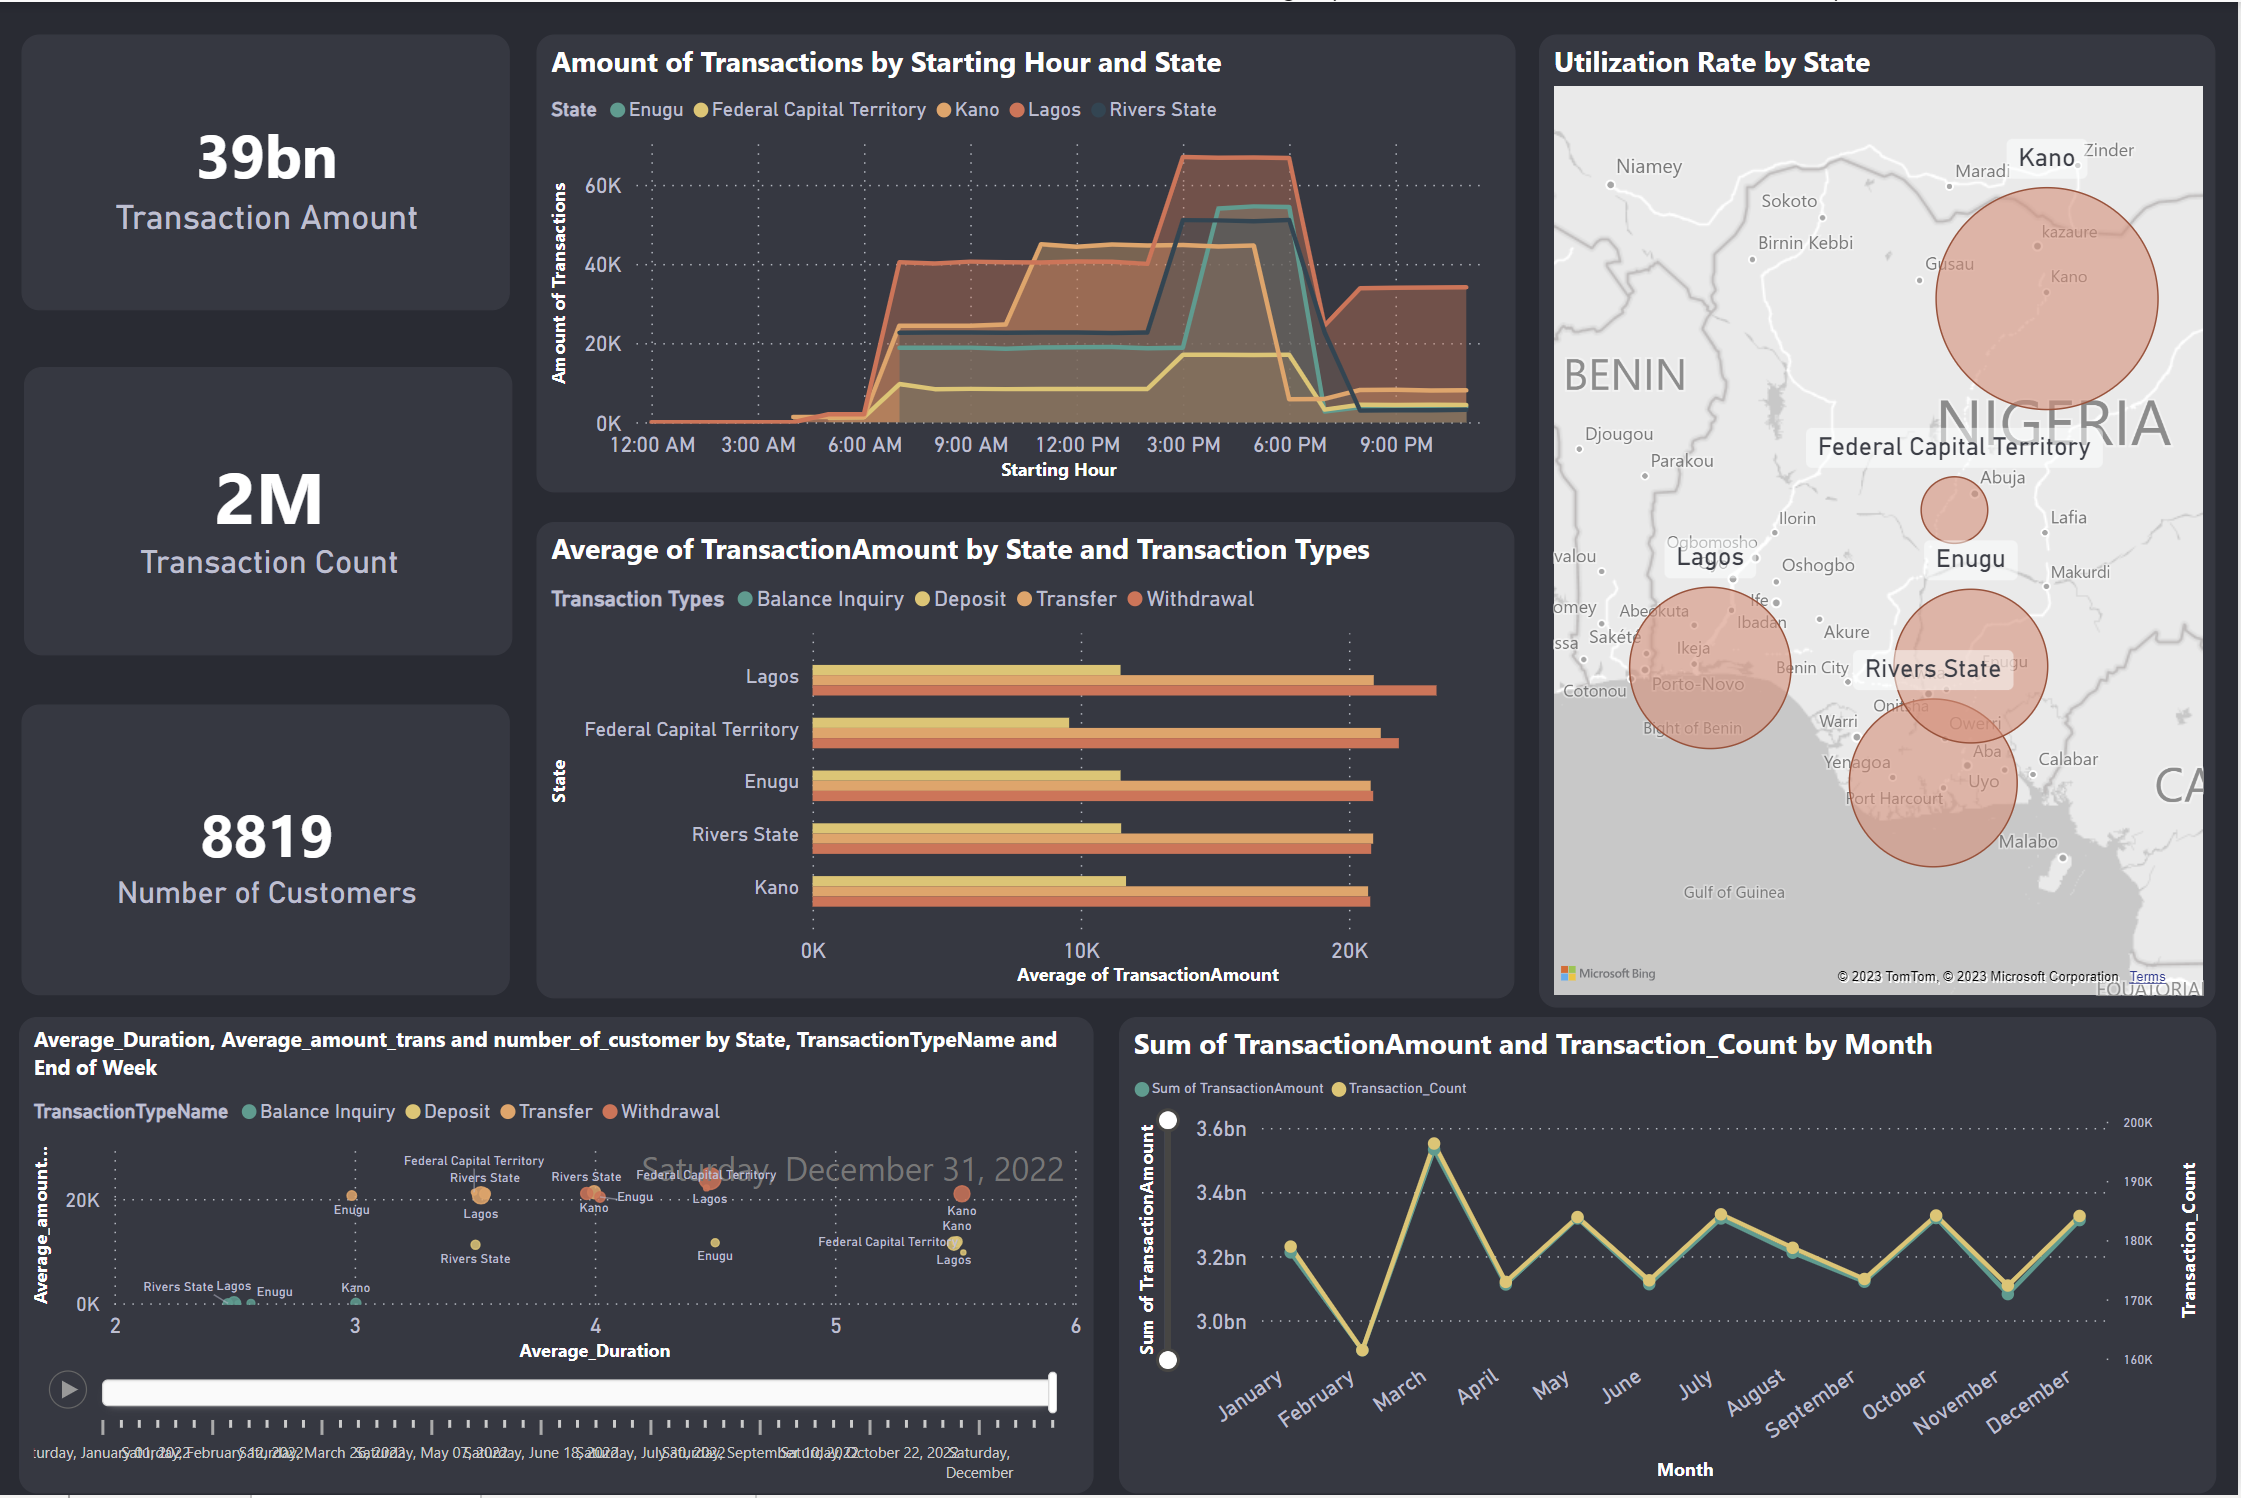 39bn
Transaction Amount
2M
Transaction Count
8819
Number of Customers
Amount of Transactions by Starting Hour and State
State Enugu Federal Capital Territory Kano Lagos Rivers State
Amount of Transactions
60K
40K
20K
0K
12:00 AM 3:00 AM 6:00 AM 9:00 AM 12:00 PM 3:00 PM 6:00 PM 9:00 PM
Starting Hour
Average of TransactionAmount by State and Transaction Types
Transaction Types Balance Inquiry Deposit Transfer Withdrawal
State
Lagos
Federal Capital Territory
Enugu
Rivers State
Kano
0K 10K 20K
Average of TransactionAmount
Utilization Rate by State
Kano
Zinder
Niamey
Maradi
Sokoto
Birnin Kebbi
kazaure
Gusau
Kano
BENIN
NIGERIA
Djougou
Federal Capital Territory
Parakou
Abuja
Ilorin
Lafia
Ogbomosho
Lagos
Enugu
valou
Oshogbo
Makurdi
omey
Abeokuta
Ife
Ibadan
Akure
ssa
Sakété
Ikeja
Benin City
Rivers State
Enugu
Cotonou
Porto-Novo
Onitsha
Bight of Benin
Warri
Owerri
Yenagoa
Aba
Calabar
Uyo
CA
Port Harcourt
Malabo
Gulf of Guinea
Microsoft Bing
© 2023 TomTom, © 2023 Microsoft Corporation Terms
EQUATORIA
Average_Duration, Average_amount_trans and number_of_customer by State, TransactionTypeName and
End of Week
TransactionTypeName Balance Inquiry Deposit Transfer Withdrawal
Average_amount...
Saturday, December 31, 2022
Federal Capital Territory
Rivers State
Rivers State
Federal Capital Territory
20K
Enugu
Lagos
Enugu
Kano
Lagos
Kano
Kano
Federal Capital Territory
Rivers State
Enugu
Lagos
Rivers State Lagos Enugu Kano
0K
2 3 4 5 6
Average_Duration
turday, January 01, 2022 Saturday, February 12, 2022 Saturday, March 26, 2022 Saturday, May 07, 2022 Saturday, June 18, 2022 Saturday, July 30, 2022 Saturday, September 10, 2022 Saturday, October 22, 2022 Saturday,
December
Sum of TransactionAmount and Transaction_Count by Month
Sum of TransactionAmount Transaction_Count
Sum of TransactionAmount
3.6bn
3.4bn
3.2bn
3.0bn
200K
190K
180K
170K
160K
Transaction_Count
January February March April May June July August September October November December
Month